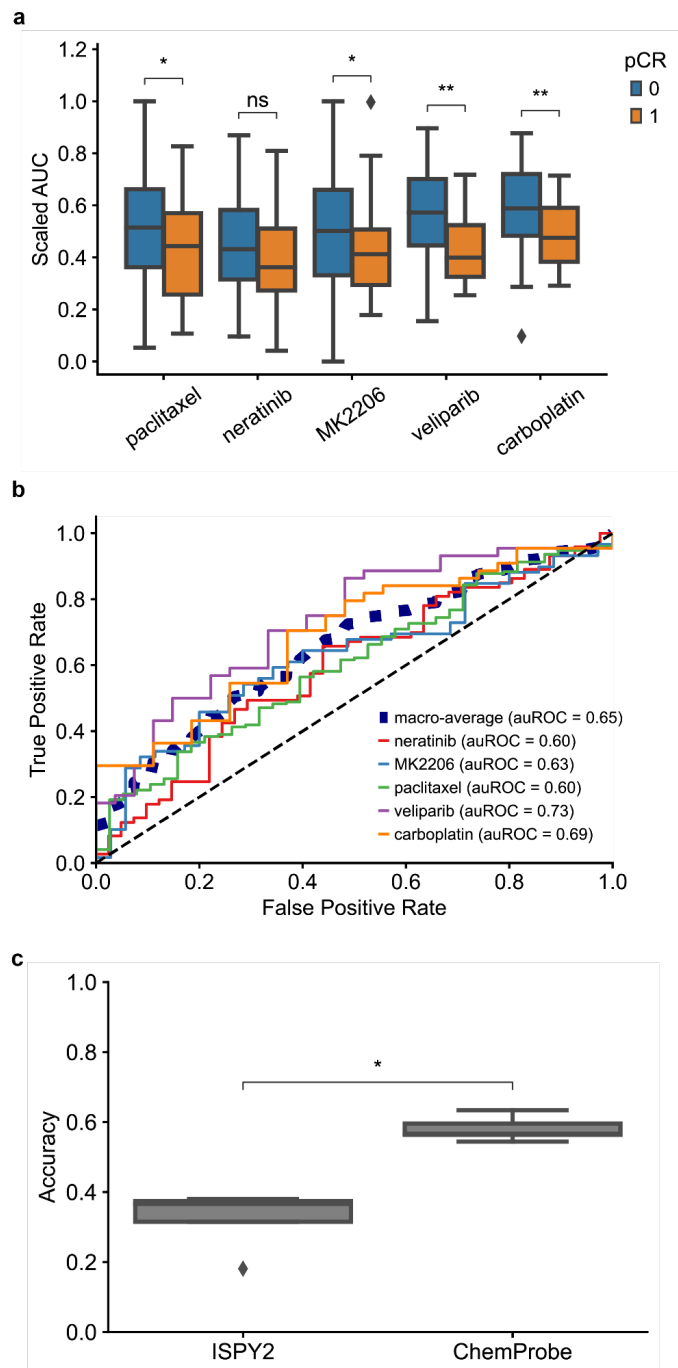 a
1.2
1.0
0.8
0.6
0.4
0.2
0.0
Scaled AUC
*
ns
*
**
**
pCR
0
1
paclitaxel
neratinib
MK2206
veliparib
carboplatin
b
1.0
0.8
0.6
0.4
0.2
0.0
True Positive Rate
macro-average (auROC = 0.65)
neratinib (auROC = 0.60)
MK2206 (auROC = 0.63)
paclitaxel (auROC = 0.60)
veliparib (auROC = 0.73)
carboplatin (auROC = 0.69)
0.0 0.2 0.4 0.6 0.8 1.0
False Positive Rate
c
1.0
0.8
0.6
0.4
0.2
0.0
Accuracy
*
ISPY2 ChemProbe